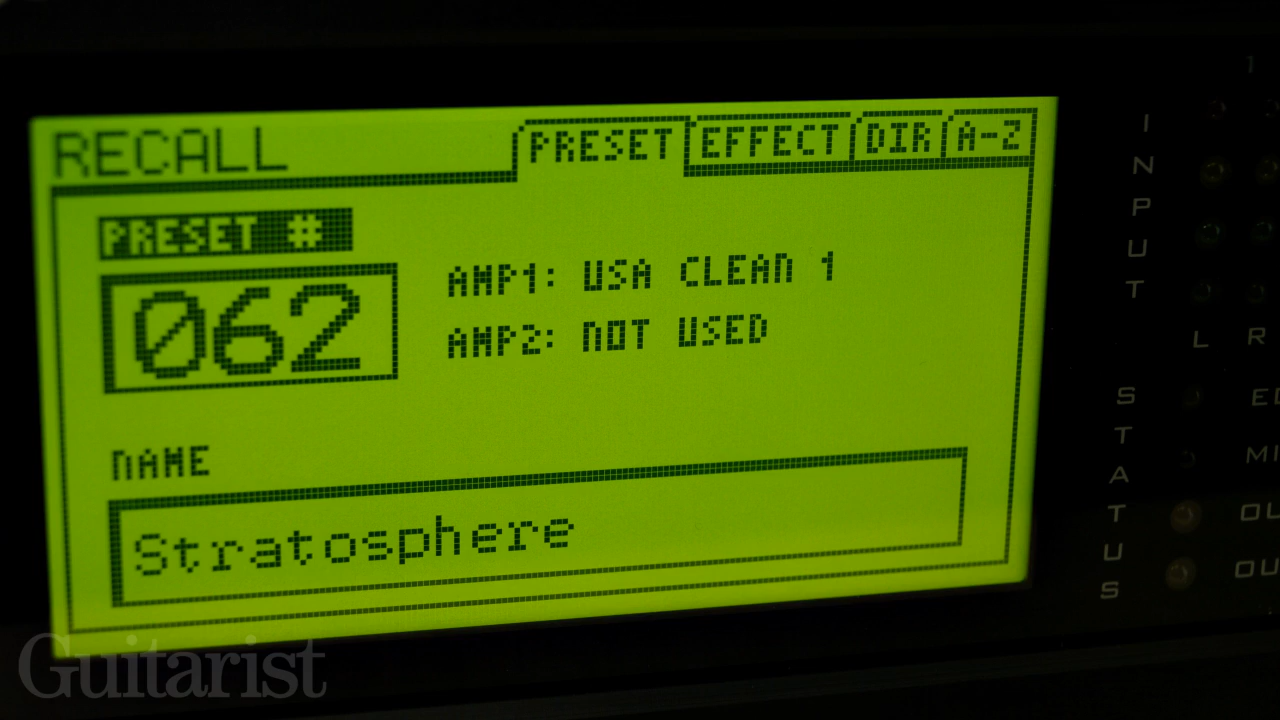 RECALL
PRESET EFFECT DIR A-Z
PRESET #
062
AMP1: USA CLEAN 1
AMP2: NOT USED
NAME
Stratosphere
INPUT
L R
STATUS
Guitarist